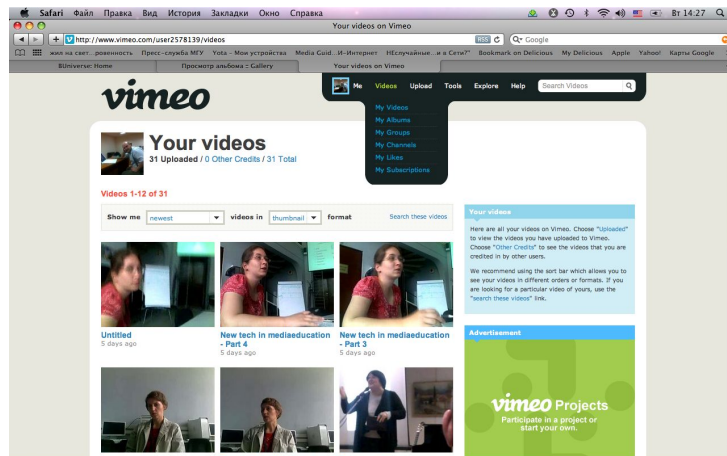 Safari Файл Правка Вид История Закладки Окно Справка Вт 14:27
Your videos on Vimeo
http://www.vimeo.com/user2578139/videos RSS Google
жил на свет...ровенность Пресс-служба МГУ Yota - Мои устройства Media Guid...И-Интернет НЕслучайные...и в Сети?" Bookmark on Delicious My Delicious Apple Yahoo! Карты Google
BUniverse: Home Просмотр альбома :: Gallery Your videos on Vimeo
vimeo Me Videos Upload Tools Explore Help Search Videos
My Videos
My Albums
My Groups
My Channels
My Likes
My Subscriptions
Your videos
31 Uploaded / 0 Other Credits / 31 Total
Videos 1-12 of 31
Show me newest videos in thumbnail format Search these videos
Untitled
5 days ago
New tech in mediaeducation
- Part 4
5 days ago
New tech in mediaeducation
- Part 3
5 days ago
Your videos
Here are all your videos on Vimeo. Choose "Uploaded"
to view the videos you have uploaded to Vimeo.
Choose "Other Credits" to see the videos that you are
credited in by other users.
We recommend using the sort bar which allows you to
see your videos in different orders or formats. If you
are looking for a particular video of yours, use the
"search these videos" link.
Advertisement
vimeo Projects
Participate in a project or
start your own.